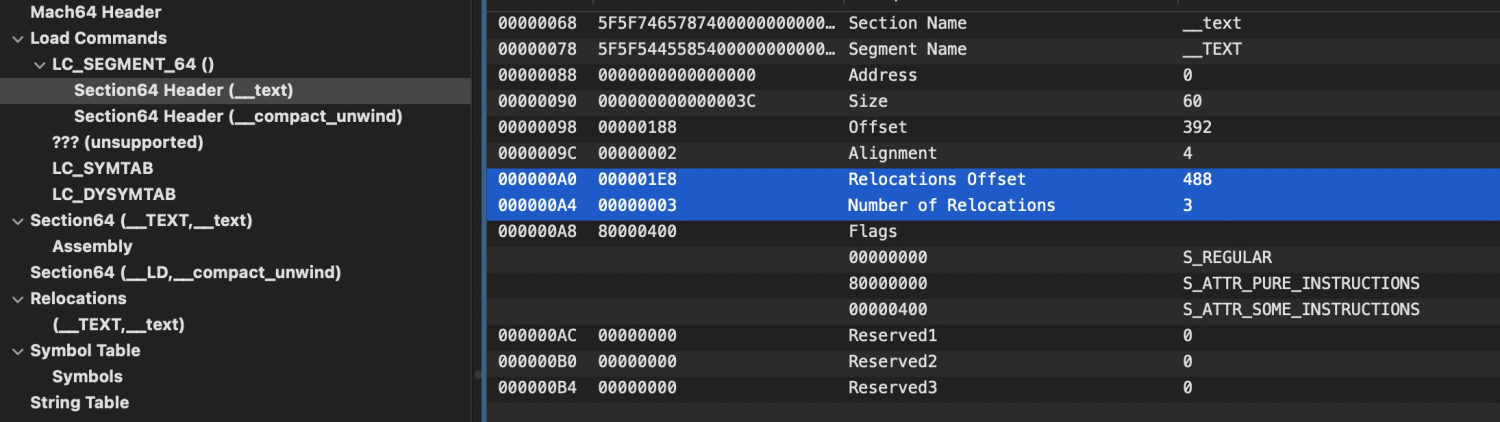 Mach64 Header
Load Commands
LC_SEGMENT_64 ()
Section64 Header (__text)
Section64 Header (__compact_unwind)
??? (unsupported)
LC_SYMTAB
LC_DYSYMTAB
Section64 (__TEXT,__text)
Assembly
Section64 (__LD,__compact_unwind)
Relocations
(__TEXT,__text)
Symbol Table
Symbols
String Table
00000068 5F5F7465787400000000000… Section Name __text
00000078 5F5F5445585400000000000… Segment Name __TEXT
00000088 0000000000000000 Address 0
00000090 000000000000003C Size 60
00000098 00000188 Offset 392
0000009C 00000002 Alignment 4
000000A0 000001E8 Relocations Offset 488
000000A4 00000003 Number of Relocations 3
000000A8 80000400 Flags
00000000 S_REGULAR
80000000 S_ATTR_PURE_INSTRUCTIONS
00000400 S_ATTR_SOME_INSTRUCTIONS
000000AC 00000000 Reserved1 0
000000B0 00000000 Reserved2 0
000000B4 00000000 Reserved3 0